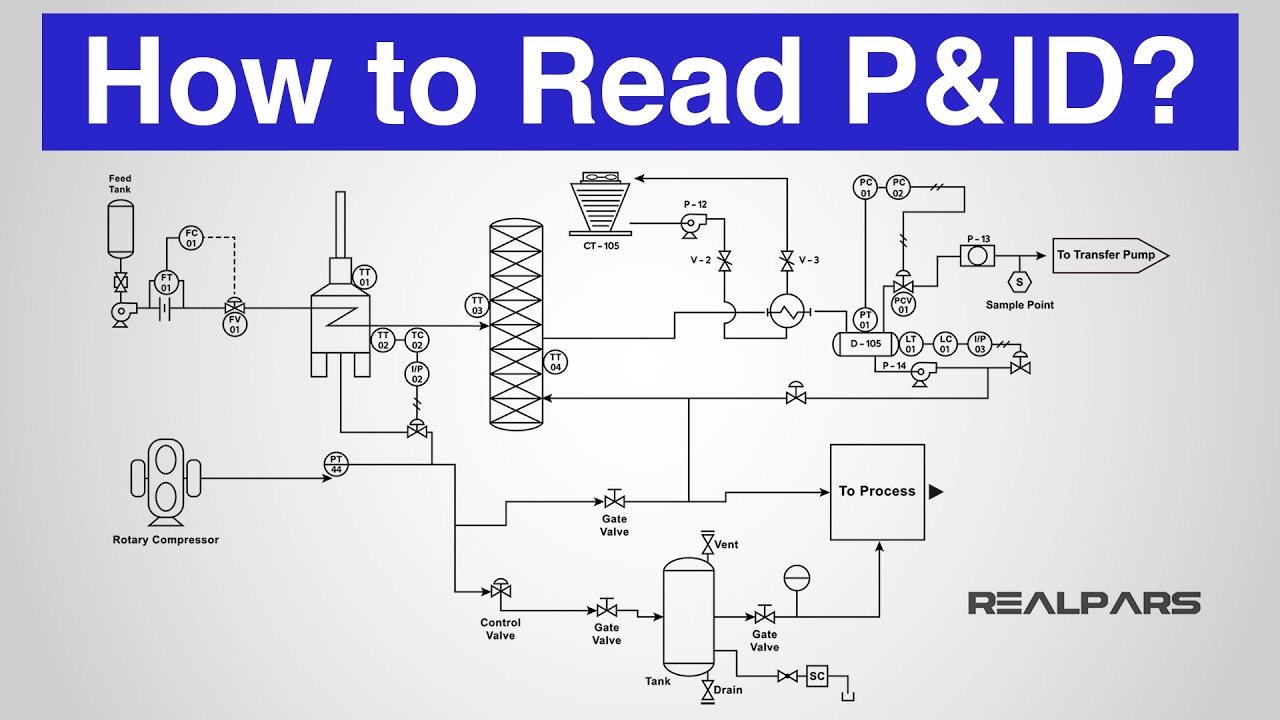 How to Read P&ID?
Feed
Tank
FC
01
FT
01
FV
01
TT
01
TT
02
TC
02
I/P
02
TT
03
TT
04
CT-105
P-12
V-2
V-3
PC
01
PC
02
PT
01
PCV
01
P-13
S
Sample Point
To Transfer Pump
D-105
LT
01
LC
01
I/P
03
P-14
PT
44
Rotary Compressor
Gate
Valve
To Process
Vent
Control
Valve
Gate
Valve
Gate
Valve
Tank
Drain
SC
REALPARS